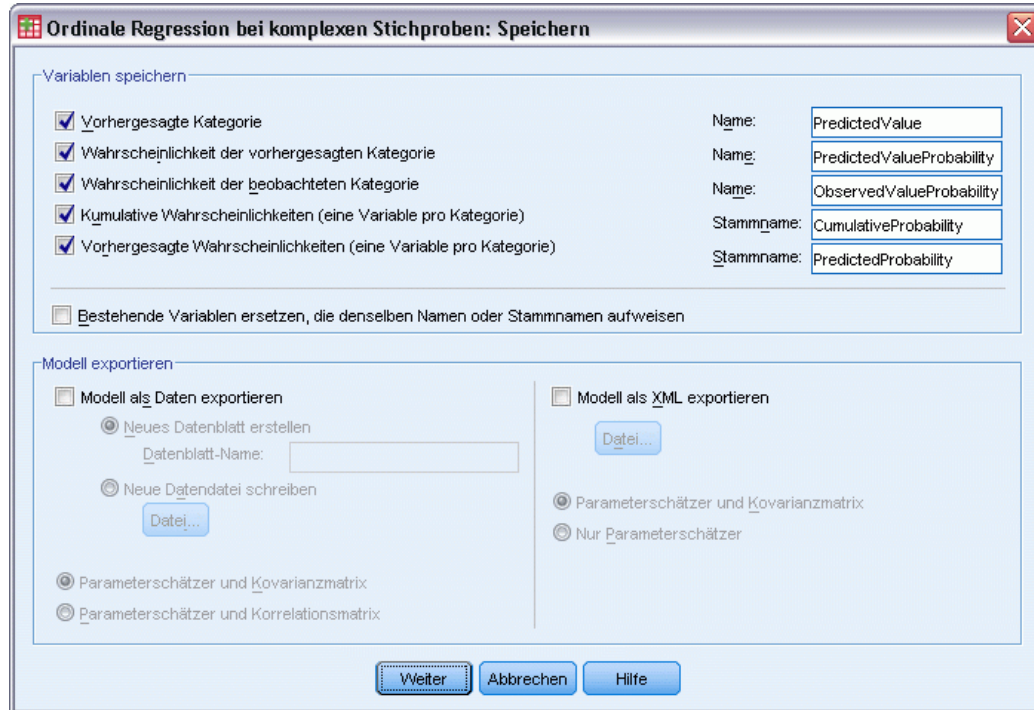 Ordinale Regression bei komplexen Stichproben: Speichern
Variablen speichern
Vorhergesagte Kategorie Name: PredictedValue
Wahrscheinlichkeit der vorhergesagten Kategorie Name: PredictedValueProbability
Wahrscheinlichkeit der beobachteten Kategorie Name: ObservedValueProbability
Kumulative Wahrscheinlichkeiten (eine Variable pro Kategorie) Stammname: CumulativeProbability
Vorhergesagte Wahrscheinlichkeiten (eine Variable pro Kategorie) Stammname: PredictedProbability
Bestehende Variablen ersetzen, die denselben Namen oder Stammnamen aufweisen
Modell exportieren
Modell als Daten exportieren
Neues Datenblatt erstellen
Datenblatt-Name:
Neue Datendatei schreiben
Datei...
Parameterschätzer und Kovarianzmatrix
Parameterschätzer und Korrelationsmatrix
Modell als XML exportieren
Datei...
Parameterschätzer und Kovarianzmatrix
Nur Parameterschätzer
Weiter Abbrechen Hilfe